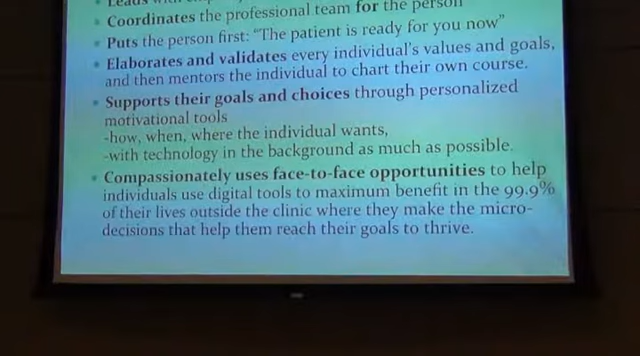 Leads
• Coordinates the professional team for the person
• Puts the person first: “The patient is ready for you now”
• Elaborates and validates every individual's values and goals,
and then mentors the individual to chart their own course.
• Supports their goals and choices through personalized
motivational tools
-how, when, where the individual wants,
-with technology in the background as much as possible.
• Compassionately uses face-to-face opportunities to help
individuals use digital tools to maximum benefit in the 99.9%
of their lives outside the clinic where they make the micro-
decisions that help them reach their goals to thrive.